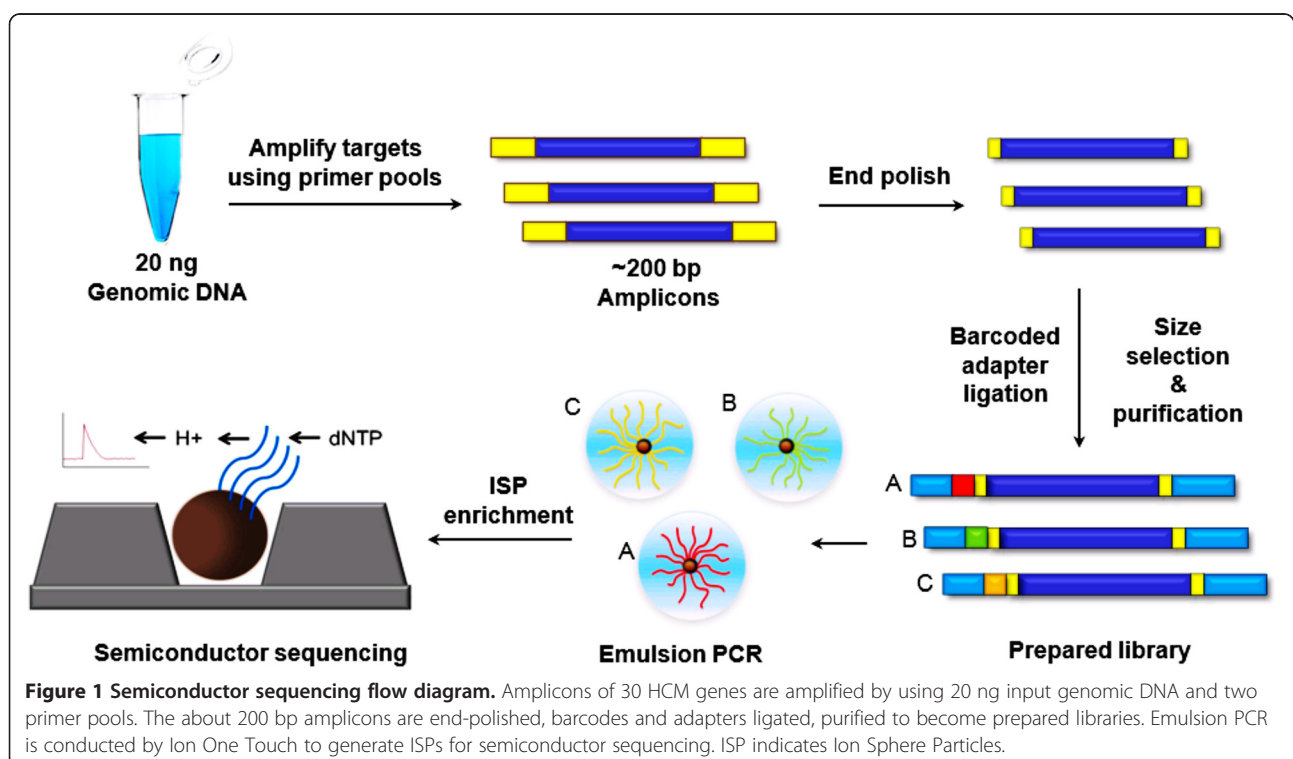 Amplify targets
using primer pools
End polish
20 ng
Genomic DNA
~200 bp
Amplicons
Barcoded
adapter
ligation
Size
selection
&
purification
C
B
A
H+
dNTP
ISP
enrichment
A
B
C
Semiconductor sequencing
Emulsion PCR
Prepared library
Figure 1 Semiconductor sequencing flow diagram. Amplicons of 30 HCM genes are amplified by using 20 ng input genomic DNA and two
primer pools. The about 200 bp amplicons are end-polished, barcodes and adapters ligated, purified to become prepared libraries. Emulsion PCR
is conducted by Ion One Touch to generate ISPs for semiconductor sequencing. ISP indicates Ion Sphere Particles.